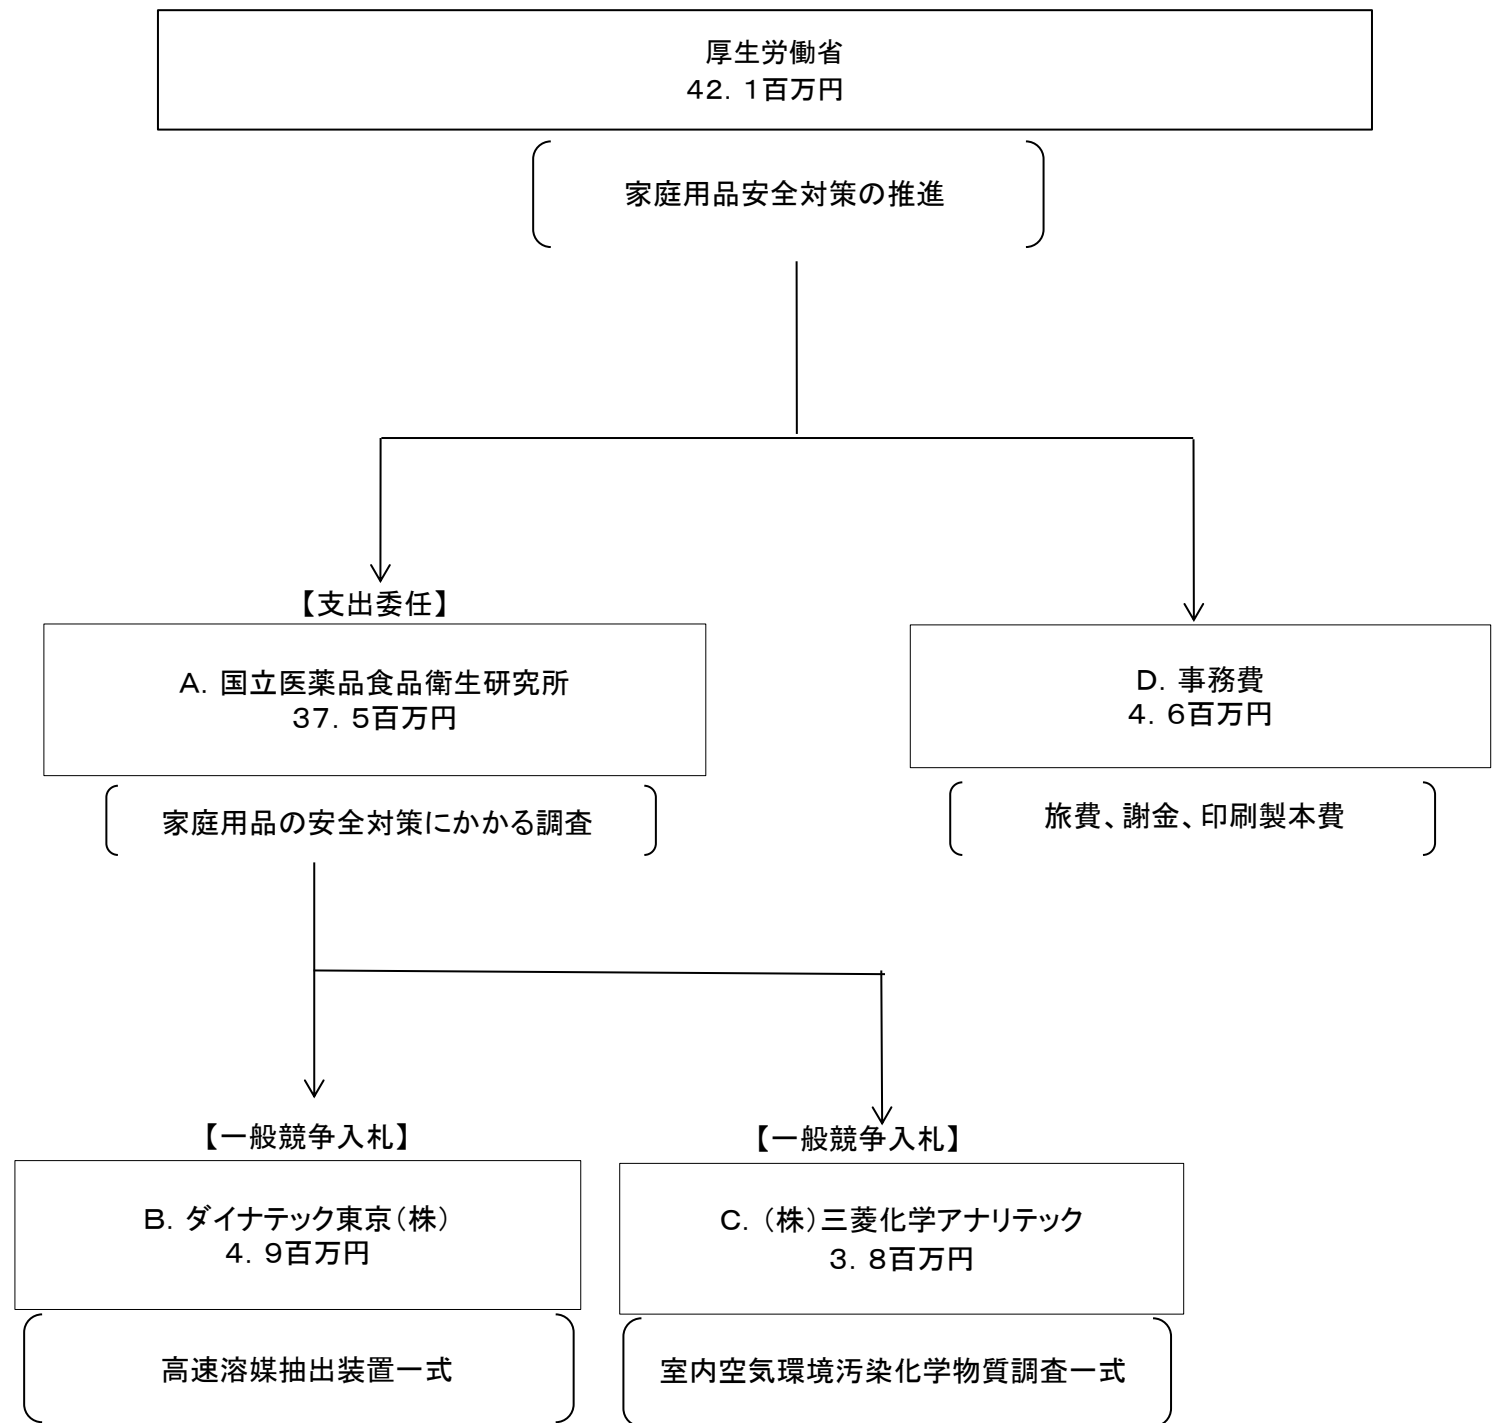 厚生労働省
42．1百万円
家庭用品安全対策の推進
【支出委任】
A．国立医薬品食品衛生研究所
37．5百万円
家庭用品の安全対策にかかる調査
D．事務費
4．6百万円
旅費、謝金、印刷製本費
【一般競争入札】
B．ダイナテック東京（株）
4．9百万円
高速溶媒抽出装置一式
【一般競争入札】
C．（株）三菱化学アナリテック
3．8百万円
室内空気環境汚染化学物質調査一式